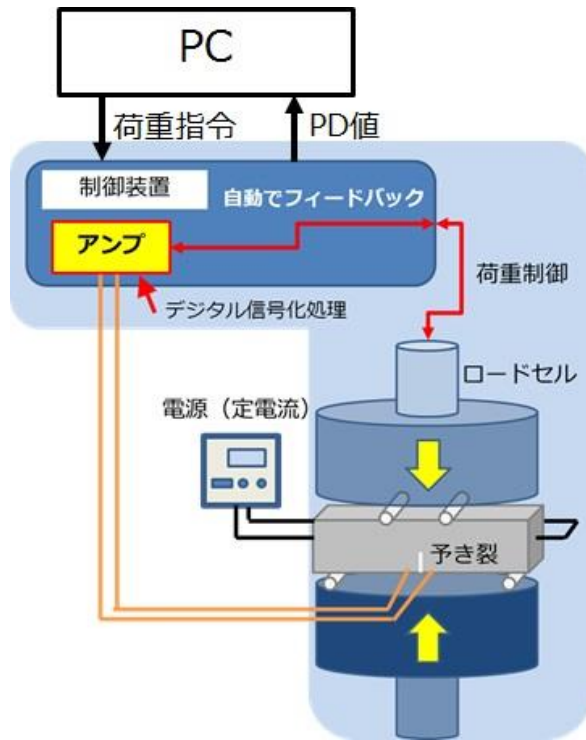 PC
荷重指令
PD値
制御装置
自動でフィードバック
アンプ
デジタル信号化処理
荷重制御
ロードセル
電源（定電流）
予き裂